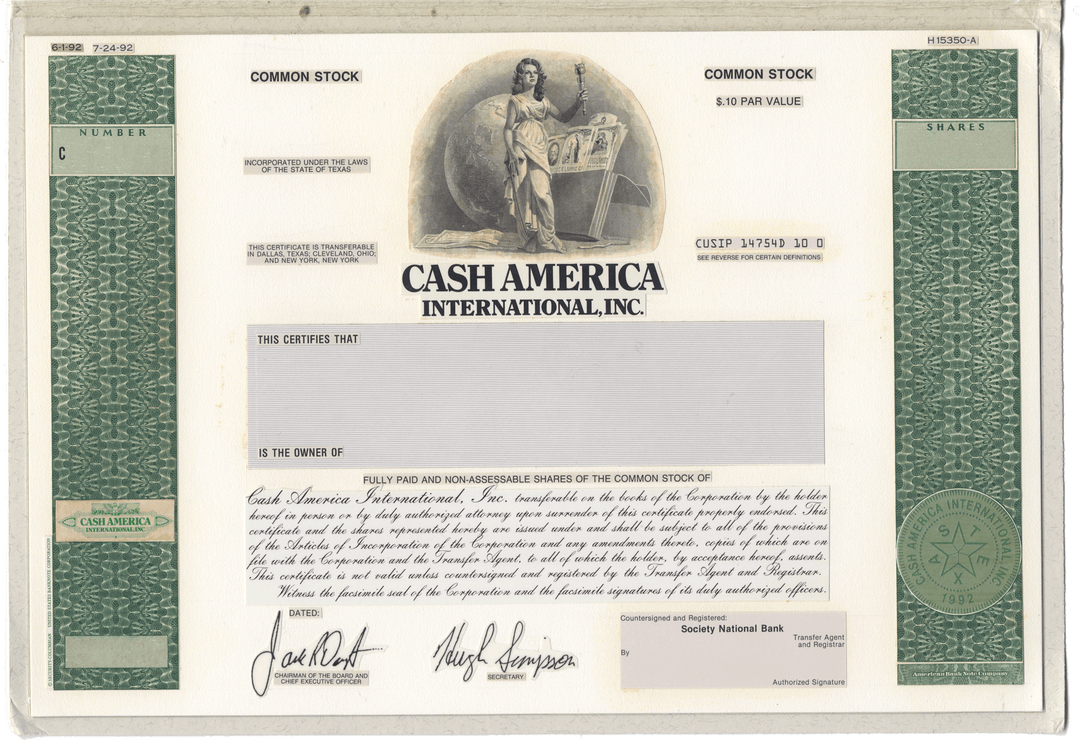 6-1-92 7-24-92
H15350-A
COMMON STOCK
COMMON STOCK
$.10 PAR VALUE
NUMBER
C
SHARES
INCORPORATED UNDER THE LAWS
OF THE STATE OF TEXAS
THIS CERTIFICATE IS TRANSFERABLE
IN DALLAS, TEXAS; CLEVELAND, OHIO;
AND NEW YORK, NEW YORK
CUSIP 14754D 10 0
SEE REVERSE FOR CERTAIN DEFINITIONS
CASH AMERICA
INTERNATIONAL, INC.
THIS CERTIFIES THAT
IS THE OWNER OF
FULLY PAID AND NON-ASSESSABLE SHARES OF THE COMMON STOCK OF
Cash America International, Inc. transferable on the books of the Corporation by the holder
hereof in person or by duly authorized attorney upon surrender of this certificate properly endorsed. This
certificate and the shares represented hereby are issued under and shall be subject to all of the provisions
of the Articles of Incorporation of the Corporation and any amendments thereto, copies of which are on
file with the Corporation and the Transfer Agent, to all of which the holder, by acceptance hereof, assents.
This certificate is not valid unless countersigned and registered by the Transfer Agent and Registrar.
Witness the facsimile seal of the Corporation and the facsimile signatures of its duly authorized officers.
CASH AMERICA
INTERNATIONAL, INC.
CASH AMERICA INTERNATIONAL, INC.
TEXAS
1992
DATED:
Hugh Simpson
CHAIRMAN OF THE BOARD AND
CHIEF EXECUTIVE OFFICER
SECRETARY
Countersigned and Registered:
Society National Bank
Transfer Agent
and Registrar
By
Authorized Signature
American Bank Note Company